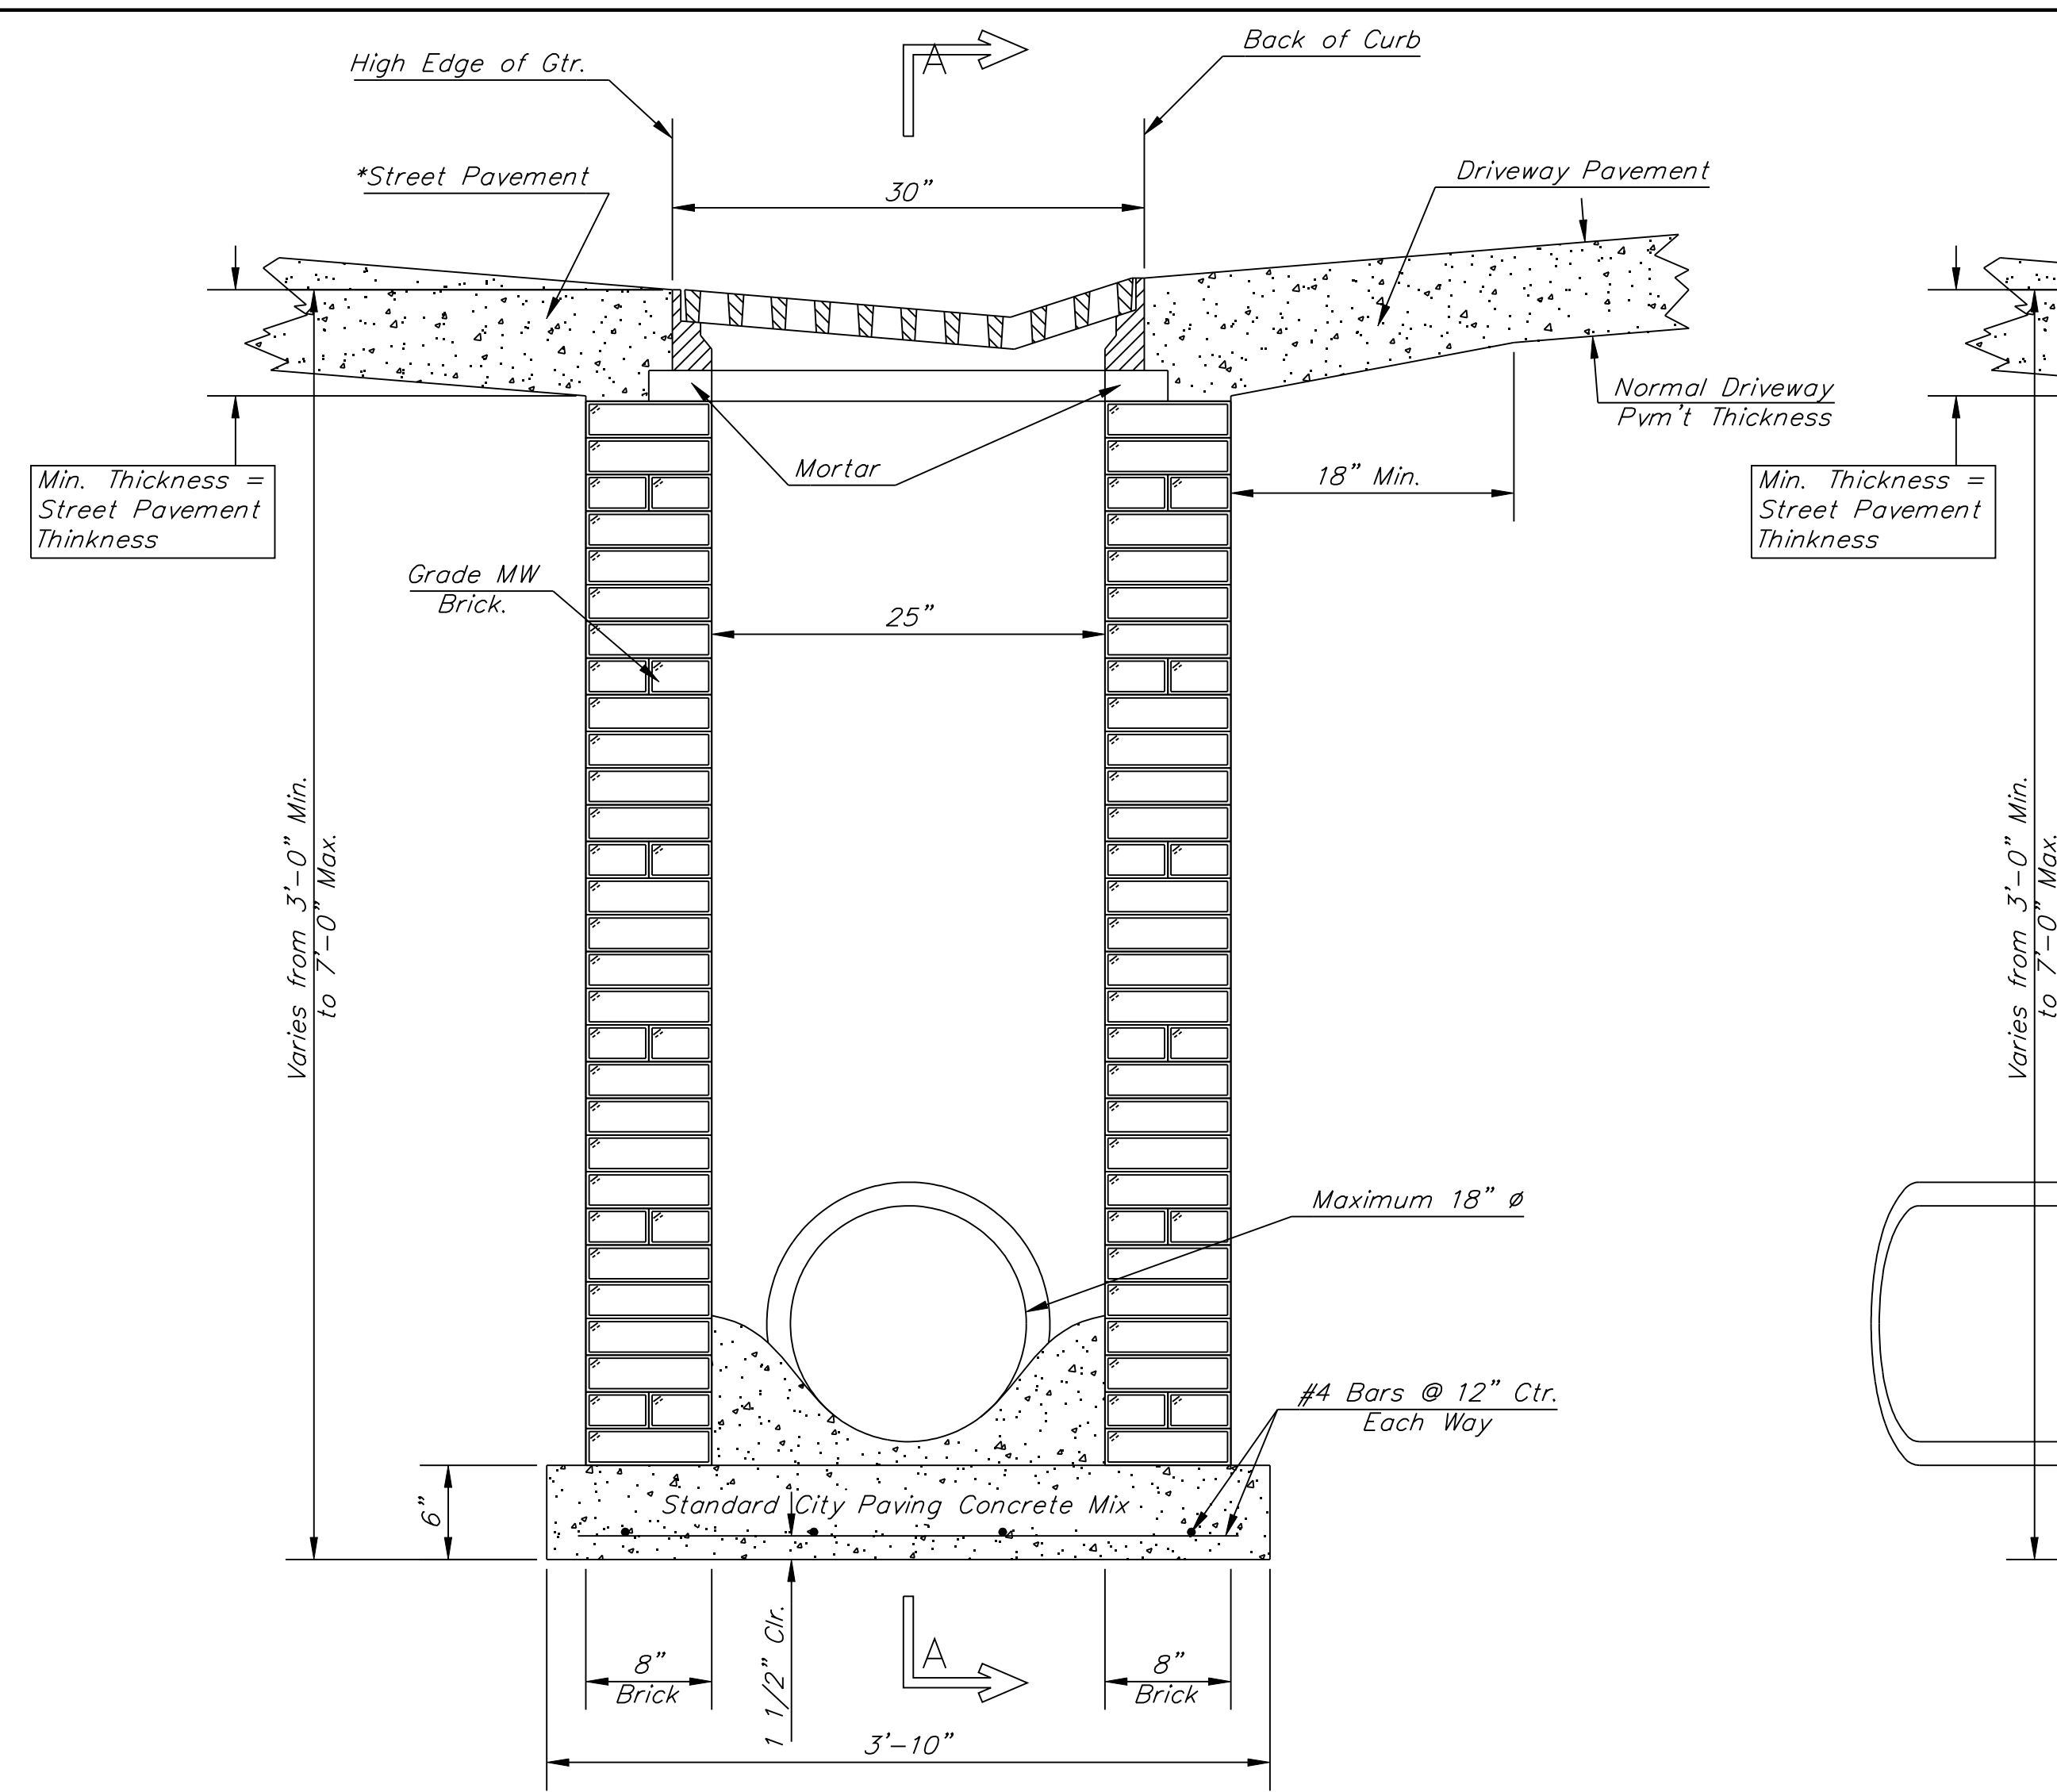 A
High Edge of Gtr.
Back of Curb
*Street Pavement
30"
Driveway Pavement
Normal Driveway
Pvm't Thickness
Mortar
18" Min.
Min. Thickness =
Street Pavement
Thinkness
Min. Thickness =
Street Pavement
Thinkness
Grade MW
Brick.
25"
Varies from 3'-0" Min.
to 7'-0" Max.
Varies from 3'-0" Min.
to 7'-0" Max.
Maximum 18" ø
#4 Bars @ 12" Ctr.
Each Way
6"
Standard City Paving Concrete Mix
1 1/2" Clr.
A
8"
Brick
8"
Brick
3'-10"